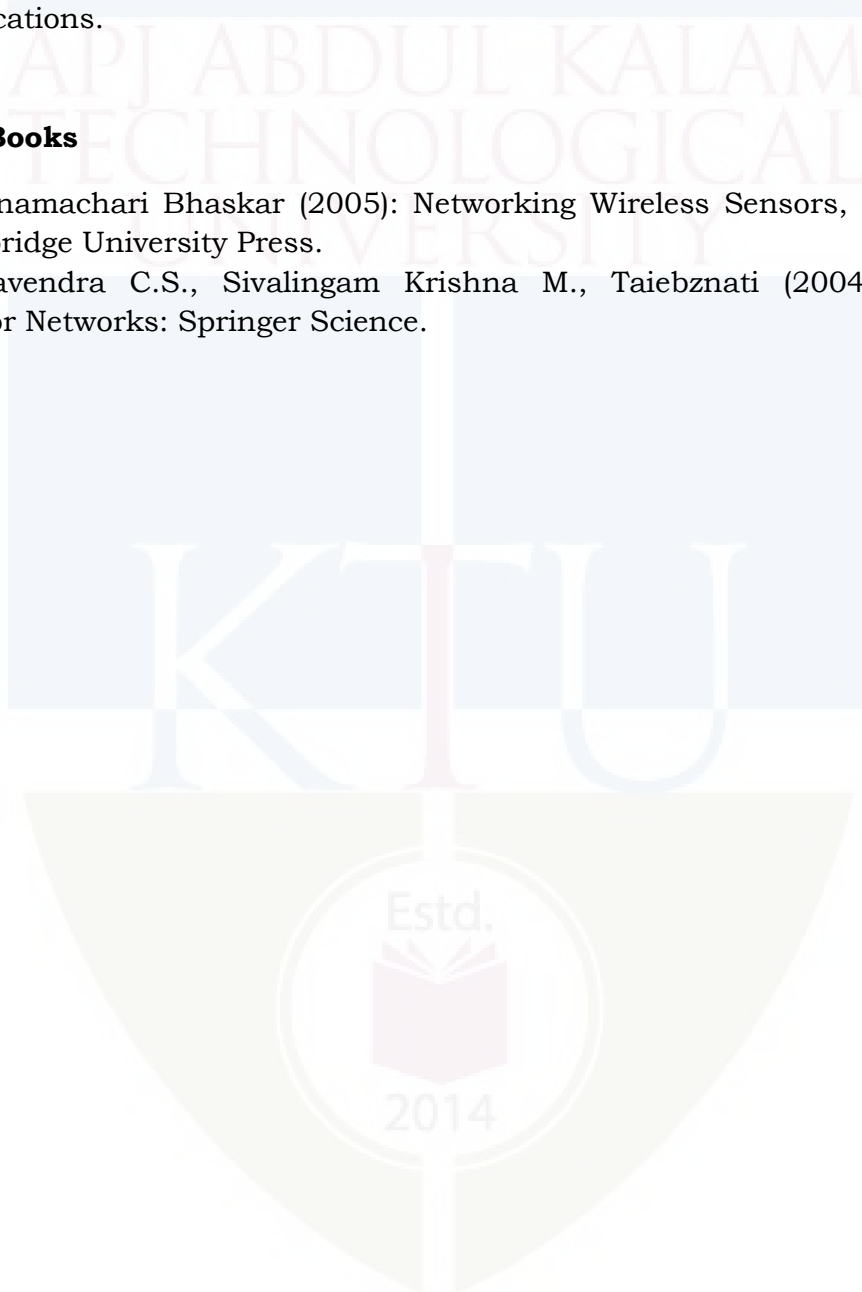 cations.
APJ ABDUL KALAM
TECHNOLOGICAL
UNIVERSITY
Books
namachari Bhaskar (2005): Networking Wireless Sensors,
bridge University Press.
avendra C.S., Sivalingam Krishna M., Taiebznati (2004
or Networks: Springer Science.
KTU
Estd.
2014